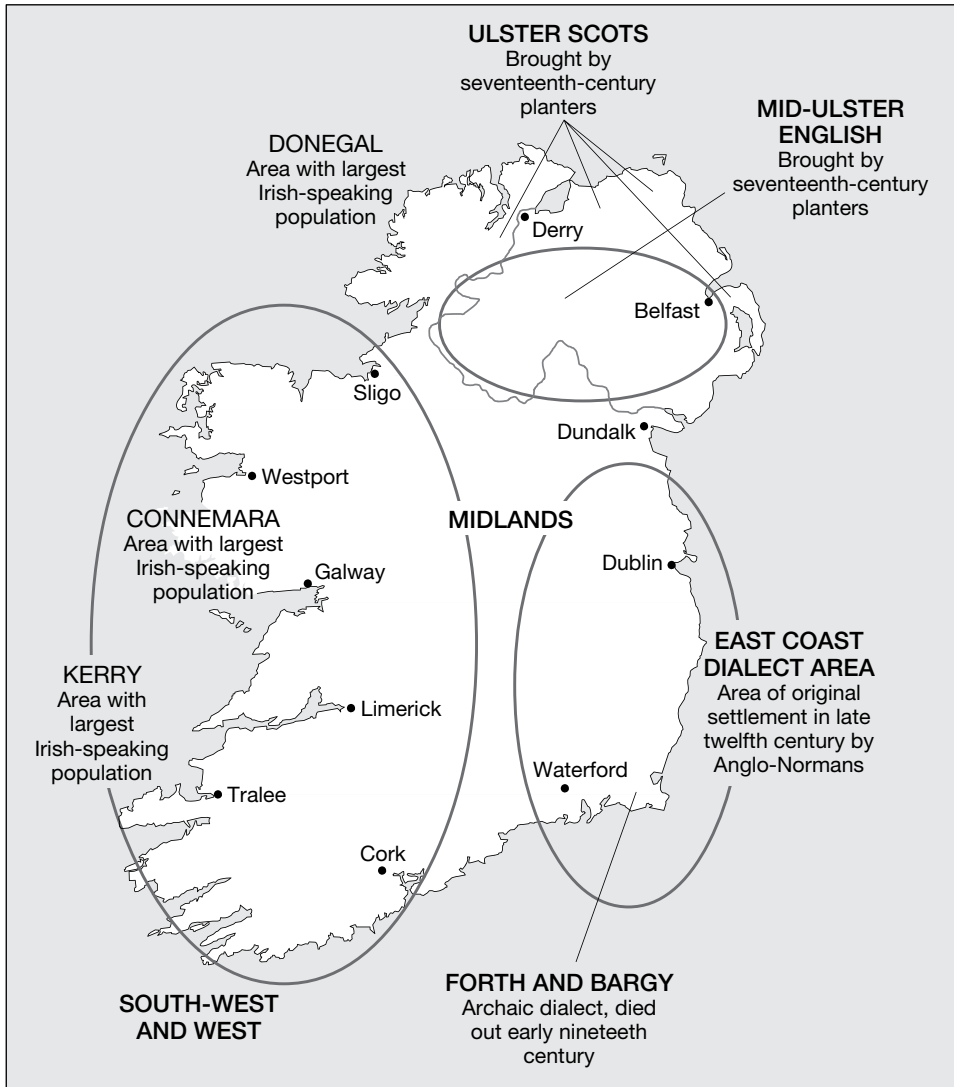 ULSTER SCOTS
Brought by
seventeenth-century
planters
MID-ULSTER
ENGLISH
Brought by
seventeenth-century
planters
DONEGAL
Area with largest
Irish-speaking
population
Derry
Belfast
Sligo
Dundalk
Westport
CONNEMARA
Area with largest
Irish-speaking
population
MIDLANDS
Galway
Dublin
EAST COAST
DIALECT AREA
Area of original
settlement in late
twelfth century by
Anglo-Normans
KERRY
Area with
largest
Irish-speaking
population
Limerick
Waterford
Tralee
Cork
SOUTH-WEST
AND WEST
FORTH AND BARGY
Archaic dialect, died
out early nineteeth
century